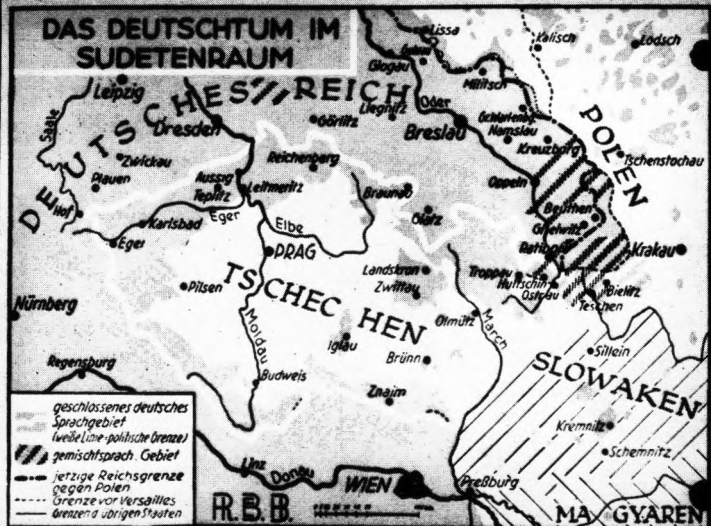 DAS DEUTSCHTUM IM
SUDETENRAUM
DEUTSCHES REICH
POLEN
TSCHECHEN
SLOWAKEN
MAGYAREN
Lissa
Kalisch
Lodsch
Glogau
Militsch
Leipzig
Saale
Dresden
Görlitz
Liegnitz
Oder
Breslau
Namslau
Kreuzburg
Tschenstochau
Zwickau
Plauen
Hof
Aussig
Teplitz
Leitmeritz
Reichenberg
Braunau
Glatz
Oppeln
Beuthen
Gleiwitz
Ratibor
Krakau
Karlsbad
Eger
Eger
Elbe
PRAG
Landskron
Zwittau
Troppau
Hultschin
Ostrau
Bielitz
Teschen
Pilsen
Nürnberg
Moldau
Olmütz
March
Iglau
Brünn
Sillein
Regensburg
Budweis
Znaim
Kremnitz
Schemnitz
Linz
Donau
WIEN
Preßburg
geschlossenes deutsches
Sprachgebiet
(weiße Linie-politische Grenze)
gemischtsprach. Gebiet
jetzige Reichsgrenze
gegen Polen
Grenze vor Versailles
Grenzen d übrigen Staaten
R.B.B.